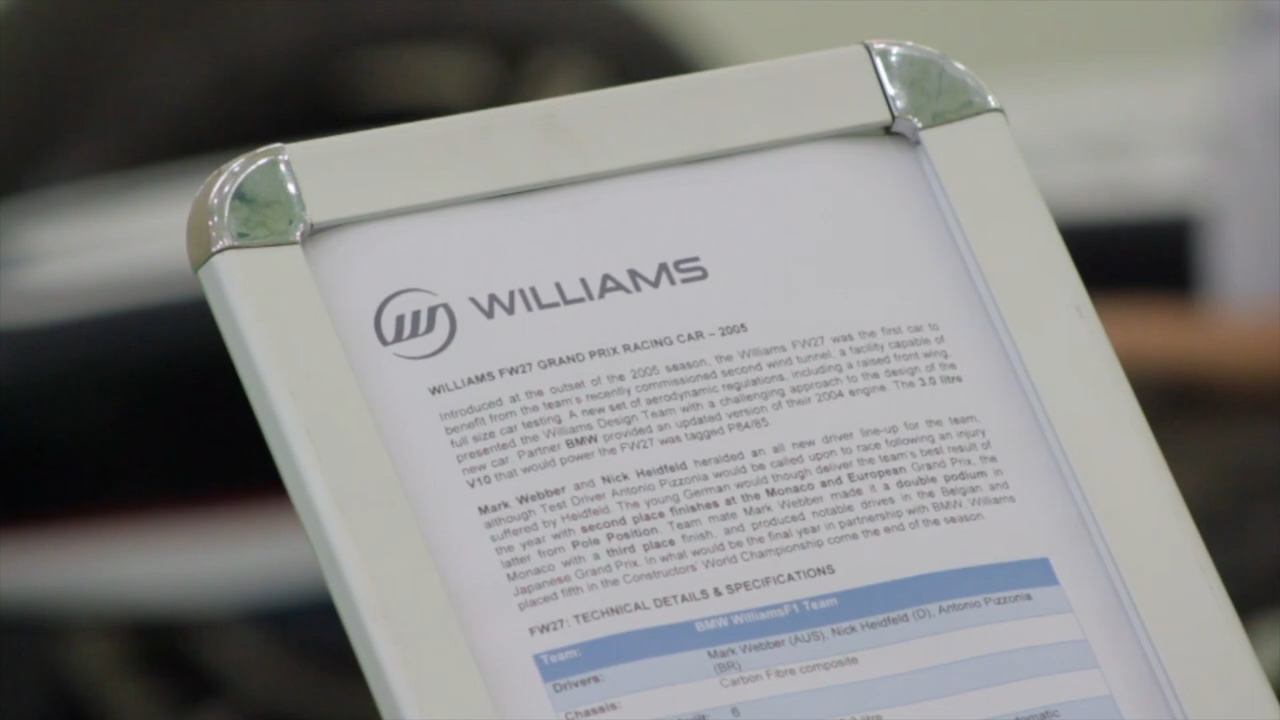 WILLIAMS
WILLIAMS FW27 GRAND PRIX RACING CAR – 2005
Introduced at the outset of the 2005 season, the Williams FW27 was the first car to
benefit from the team's recently commissioned second wind tunnel, a facility capable of
full size car testing. A new set of aerodynamic regulations, including a raised front wing,
presented the Williams Design Team with a challenging approach to the design of the
new car. Partner BMW provided an updated version of their 2004 engine. The 3.0 litre
V10 that would power the FW27 was tagged P84/85.
Mark Webber and Nick Heidfeld heralded an all new driver line-up for the team,
although Test Driver Antonio Pizzonia would be called upon to race following an injury
suffered by Heidfeld. The young German would though deliver the team's best result of
the year with second place finishes at the Monaco and European Grand Prix, the
latter from Pole Position. Team mate Mark Webber made it a double podium in
Monaco with a third place finish, and produced notable drives in the Belgian and
Japanese Grand Prix. In what would be the final year in partnership with BMW, Williams
placed fifth in the Constructors' World Championship come the end of the season.
FW27: TECHNICAL DETAILS & SPECIFICATIONS
Team: BMW WilliamsF1 Team
Drivers: Mark Webber (AUS), Nick Heidfeld (D), Antonio Pizzonia
(BR)
Chassis: Carbon Fibre composite
6